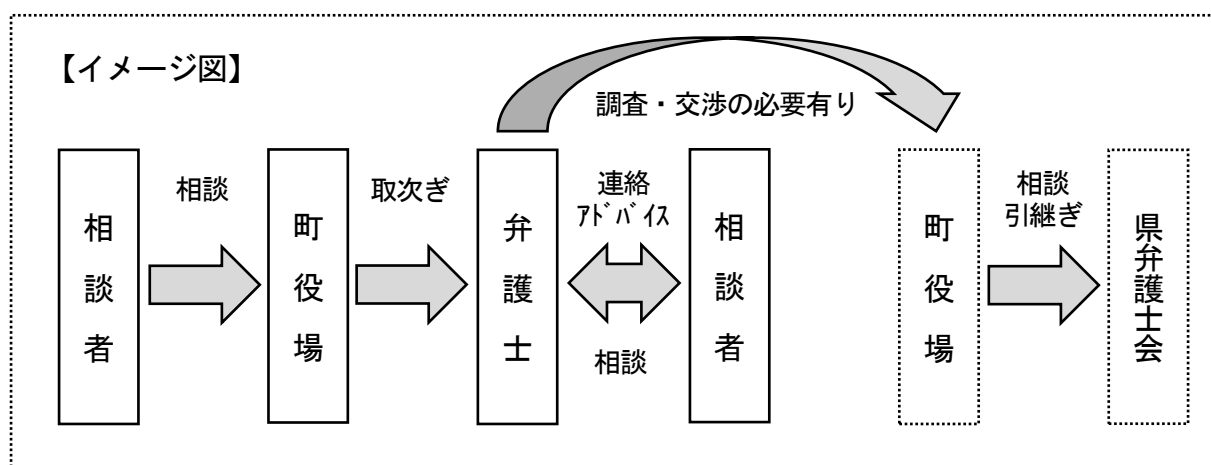 【イメージ図】
調査・交渉の必要有り
相談者
相談
町役場
取次ぎ
弁護士
連絡
ｱﾄﾞﾊﾞｲｽ
相談
相談者
町役場
相談
引継ぎ
県弁護士会